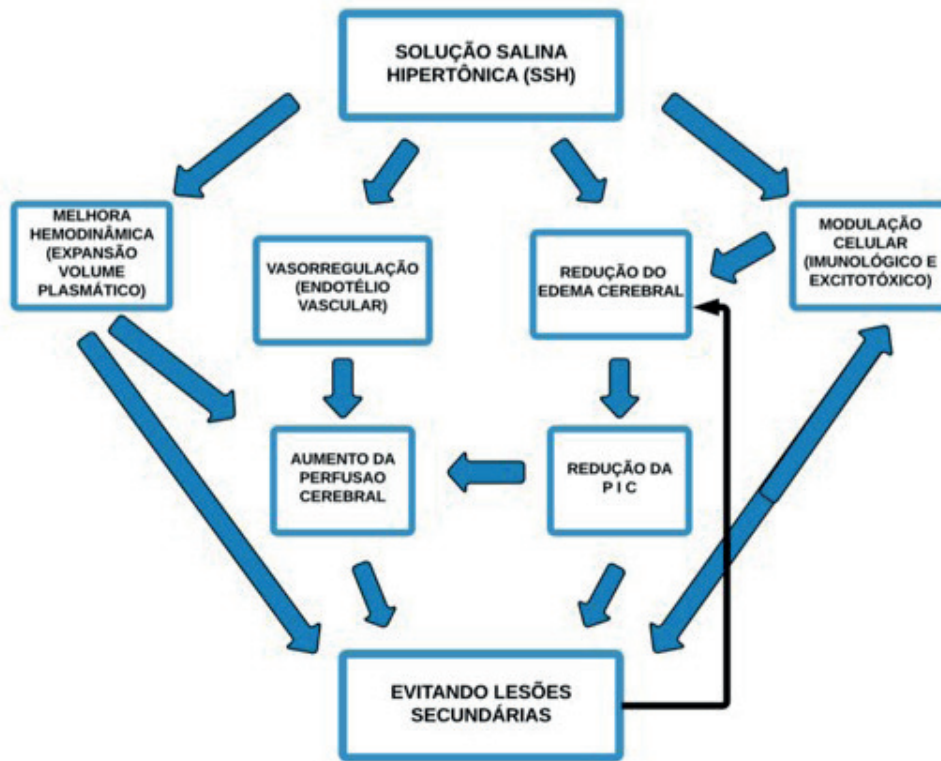 SOLUÇÃO SALINA
HIPERTÔNICA (SSH)
MELHORA
HEMODINÂMICA
(EXPANSÃO
VOLUME
PLASMÁTICO)
VASORREGULAÇÃO
(ENDOTÉLIO
VASCULAR)
REDUÇÃO DO
EDEMA CEREBRAL
MODULAÇÃO
CELULAR
(IMUNOLÓGICO E
EXCITOTÓXICO)
AUMENTO DA
PERFUSAO
CEREBRAL
REDUÇÃO DA
P I C
EVITANDO LESÕES
SECUNDÁRIAS